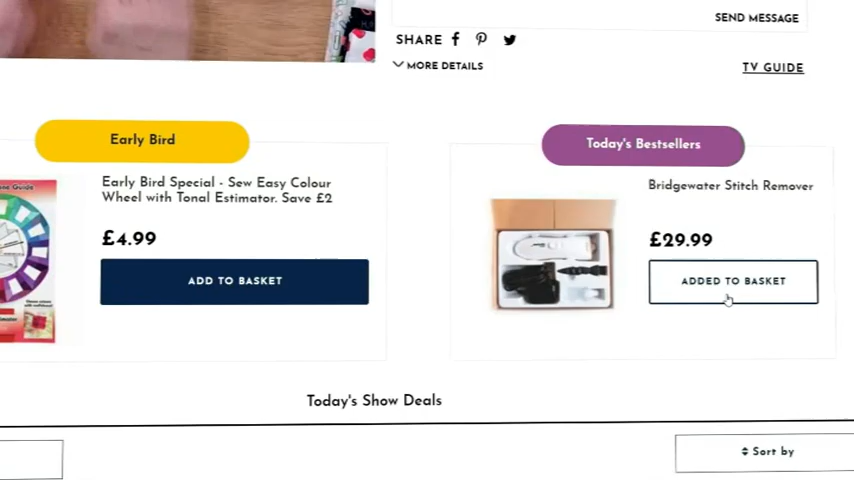 SEND MESSAGE
SHARE
MORE DETAILS
TV GUIDE
Early Bird
Today's Bestsellers
Early Bird Special - Sew Easy Colour
Wheel with Tonal Estimator. Save £2
£4.99
ADD TO BASKET
Bridgewater Stitch Remover
£29.99
ADDED TO BASKET
Today's Show Deals
Sort by